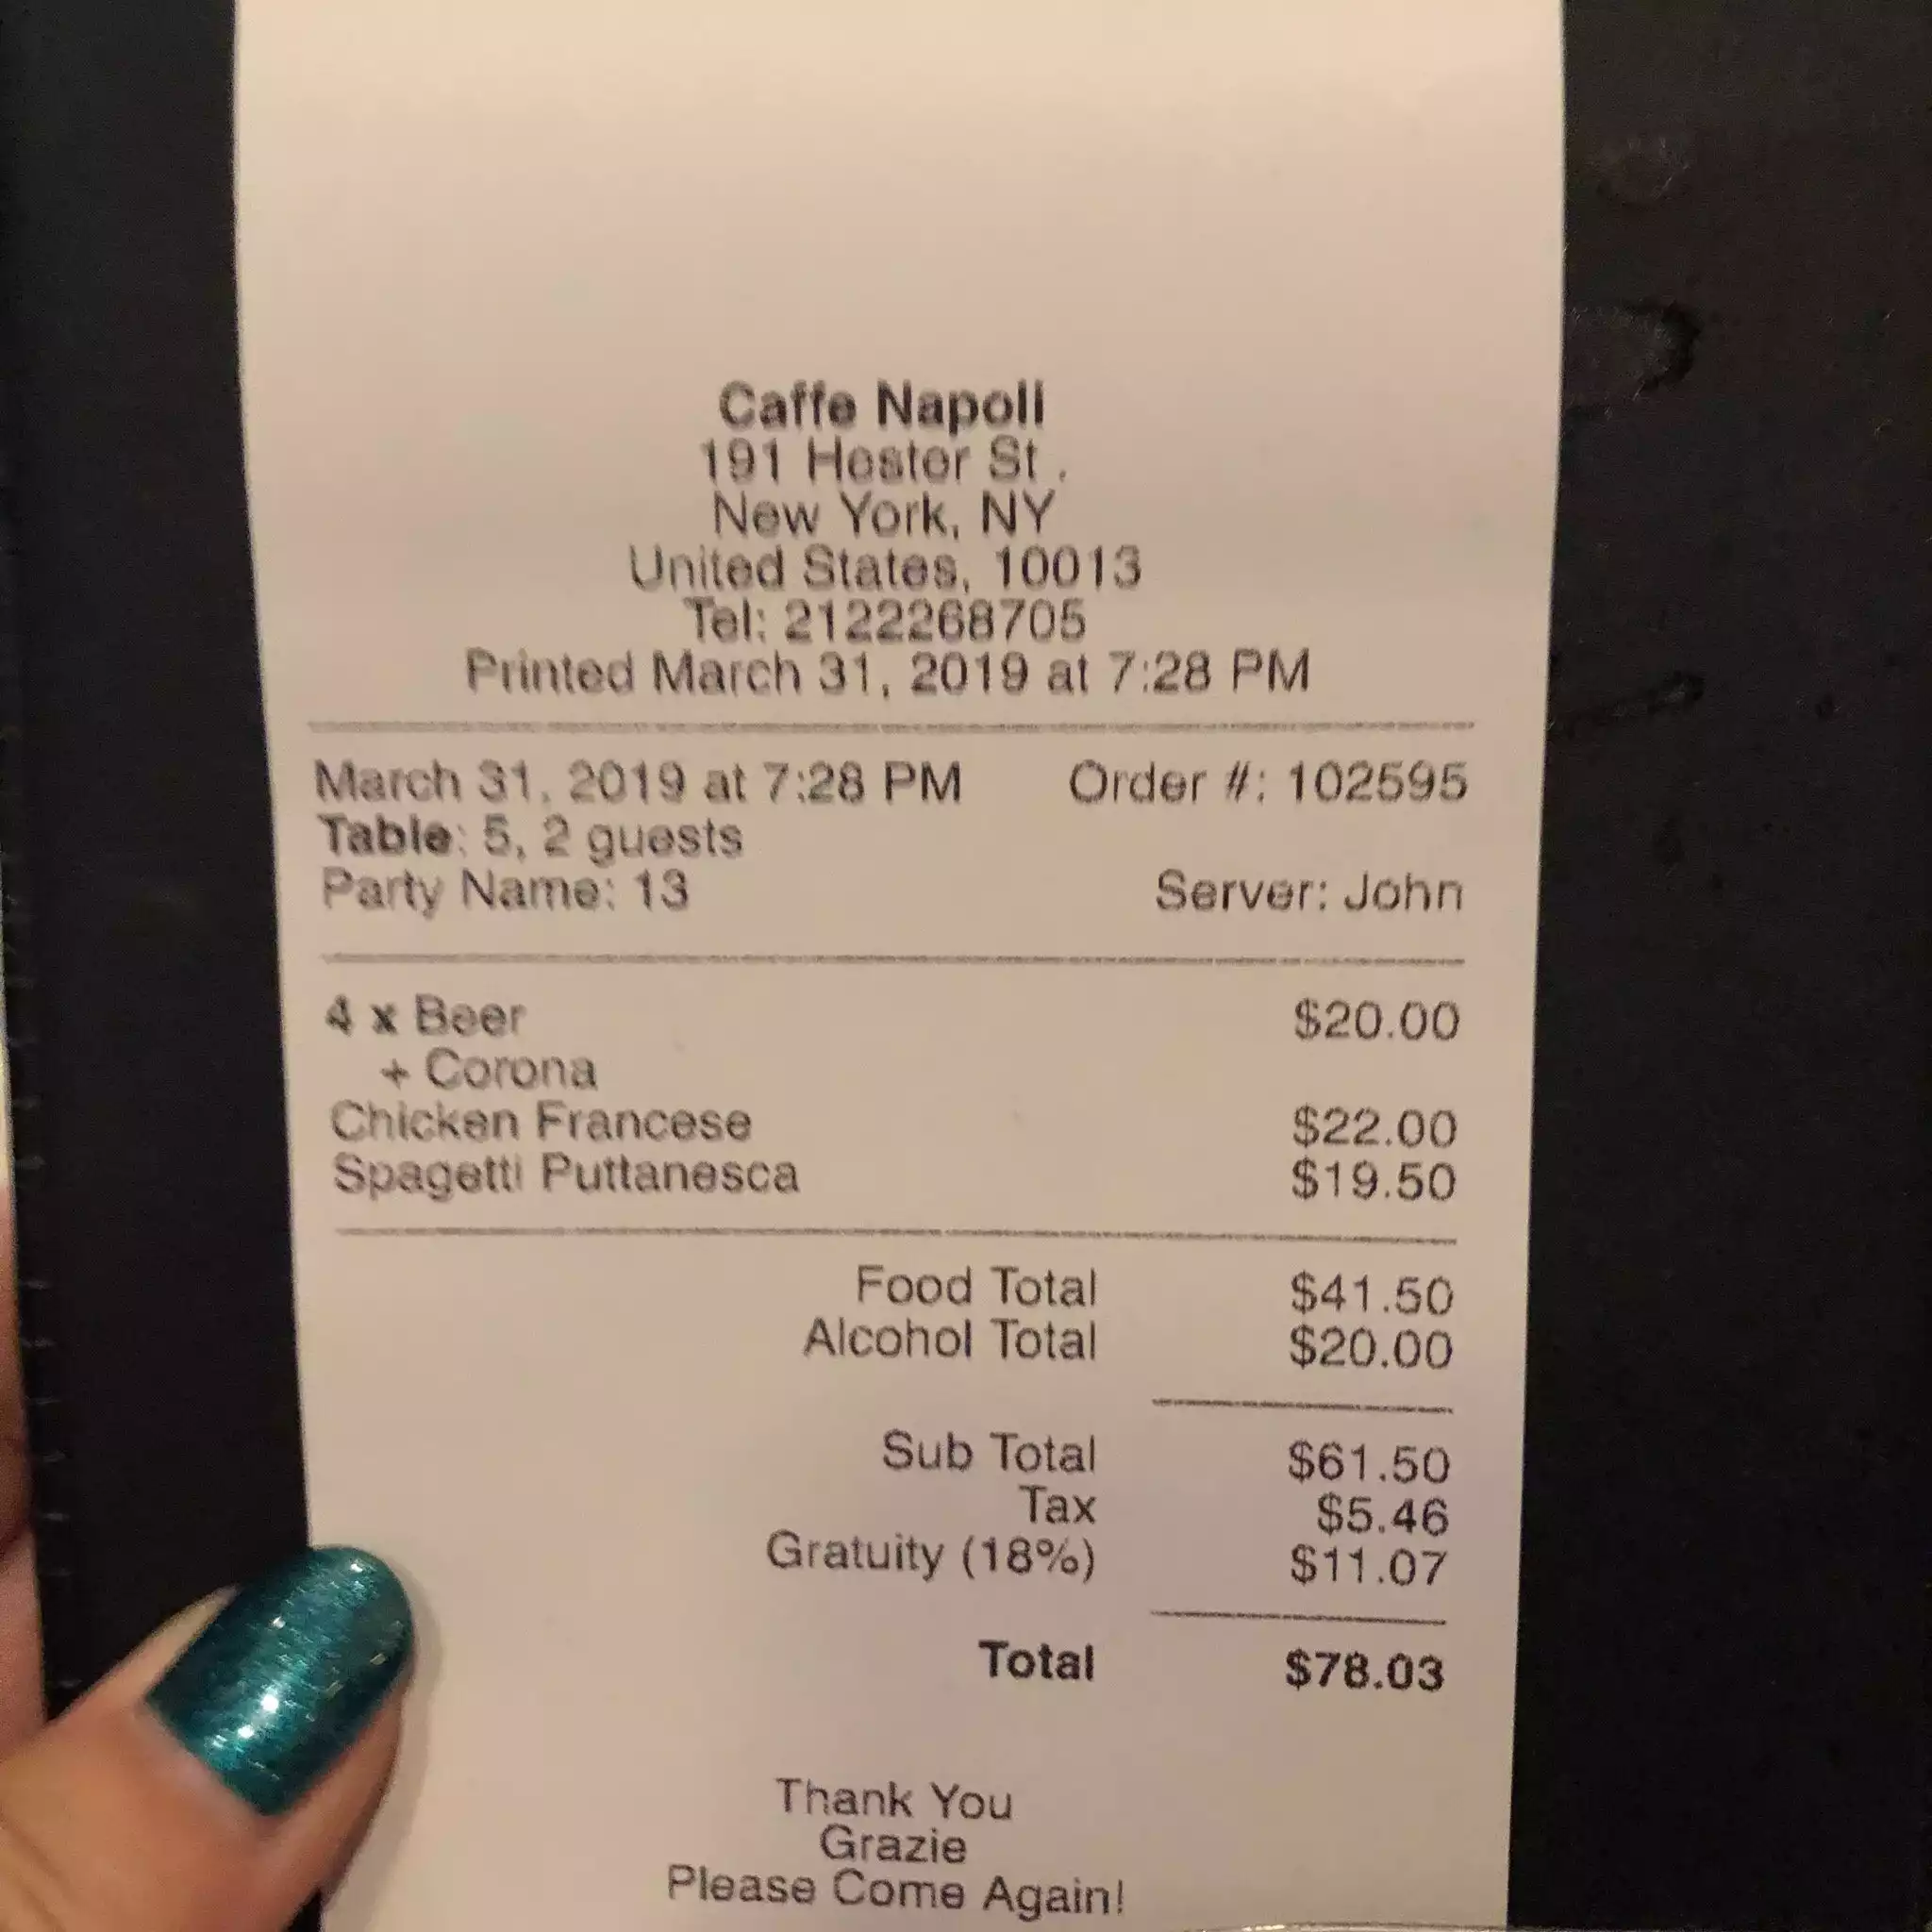 Caffe Napoli
191 Hester St .
New York, NY
United States, 10013
Tel: 2122268705
Printed March 31, 2019 at 7:28 PM
March 31, 2019 at 7:28 PM Order #: 102595
Table: 5, 2 guests
Party Name: 13 Server: John
4 x Beer $20.00
+ Corona
Chicken Francese $22.00
Spagetti Puttanesca $19.50
Food Total $41.50
Alcohol Total $20.00
Sub Total $61.50
Tax $5.46
Gratuity (18%) $11.07
Total $78.03
Thank You
Grazie
Please Come Again!